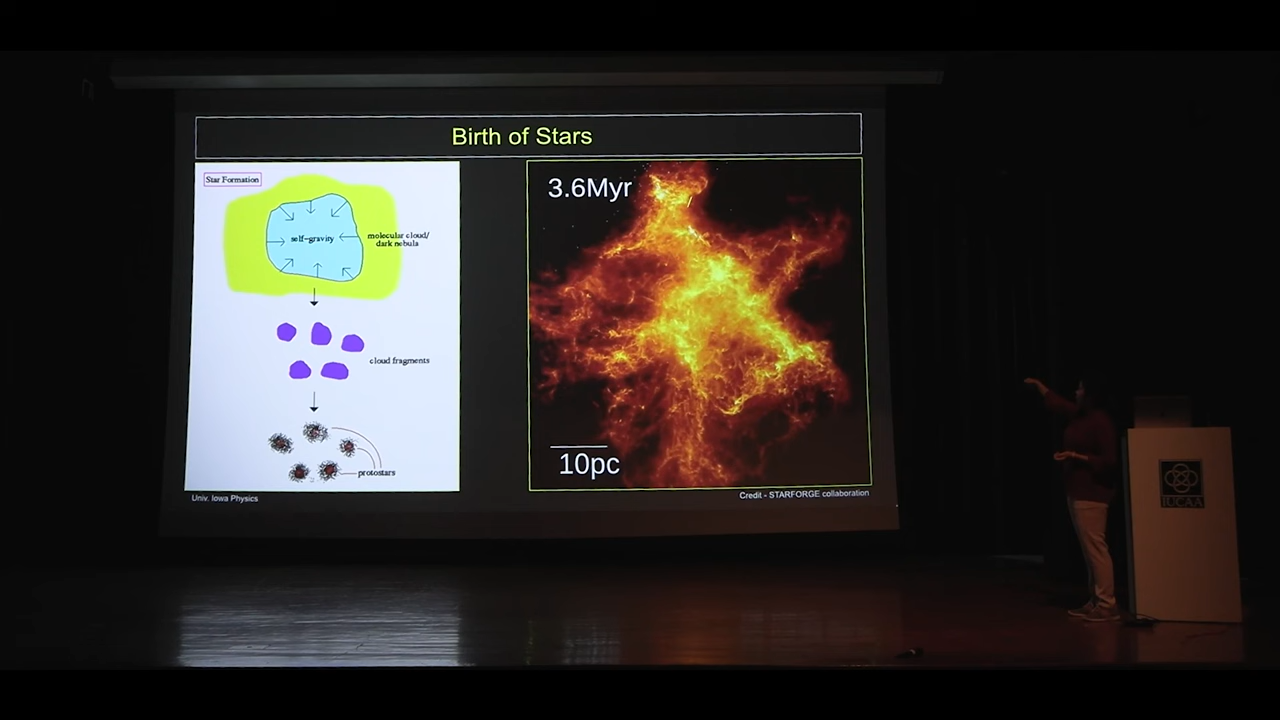 Birth of Stars
Star Formation
self-gravity
molecular cloud/
dark nebula
cloud fragments
protostars
Univ. Iowa Physics
3.6Myr
10pc
Credit - STARFORGE collaboration
IUCAA